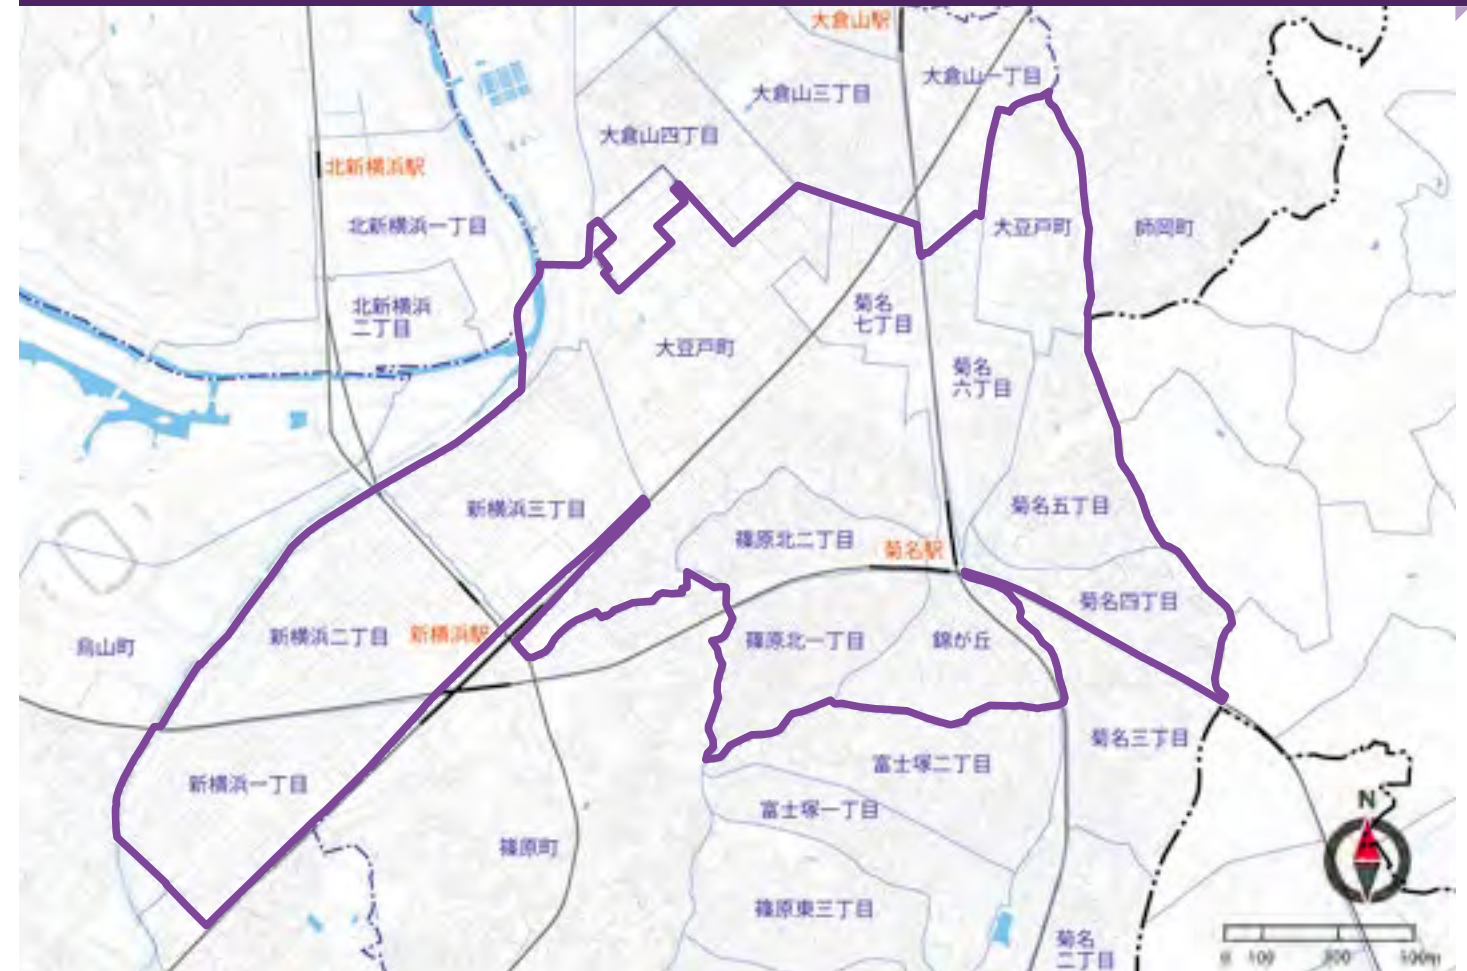 大倉山駅
大倉山一丁目
大倉山三丁目
大倉山四丁目
北新横浜駅
北新横浜一丁目
大豆戸町
師岡町
北新横浜
二丁目
菊名
七丁目
大豆戸町
菊名
六丁目
新横浜三丁目
菊名五丁目
篠原北二丁目
菊名駅
菊名四丁目
鳥山町
新横浜二丁目
新横浜駅
篠原北一丁目
錦が丘
菊名三丁目
富士塚二丁目
新横浜一丁目
富士塚一丁目
N
篠原町
篠原東三丁目
菊名
二丁目
0 100 300 500m